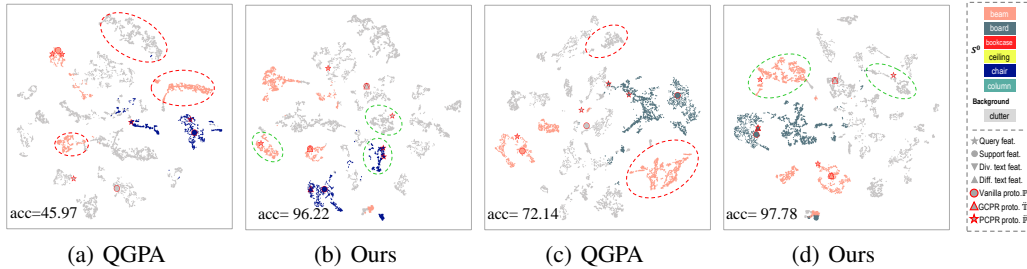 acc=45.97
acc= 96.22
acc= 72.14
acc= 97.78
(a) QGPA
(b) Ours
(c) QGPA
(d) Ours
S⁰
beam
board
bookcase
ceiling
chair
column
Background
clutter
Query feat.
Support feat.
Div. text feat.
Diff. text feat.
Vanilla proto.
GCPR proto.
PCPR proto.